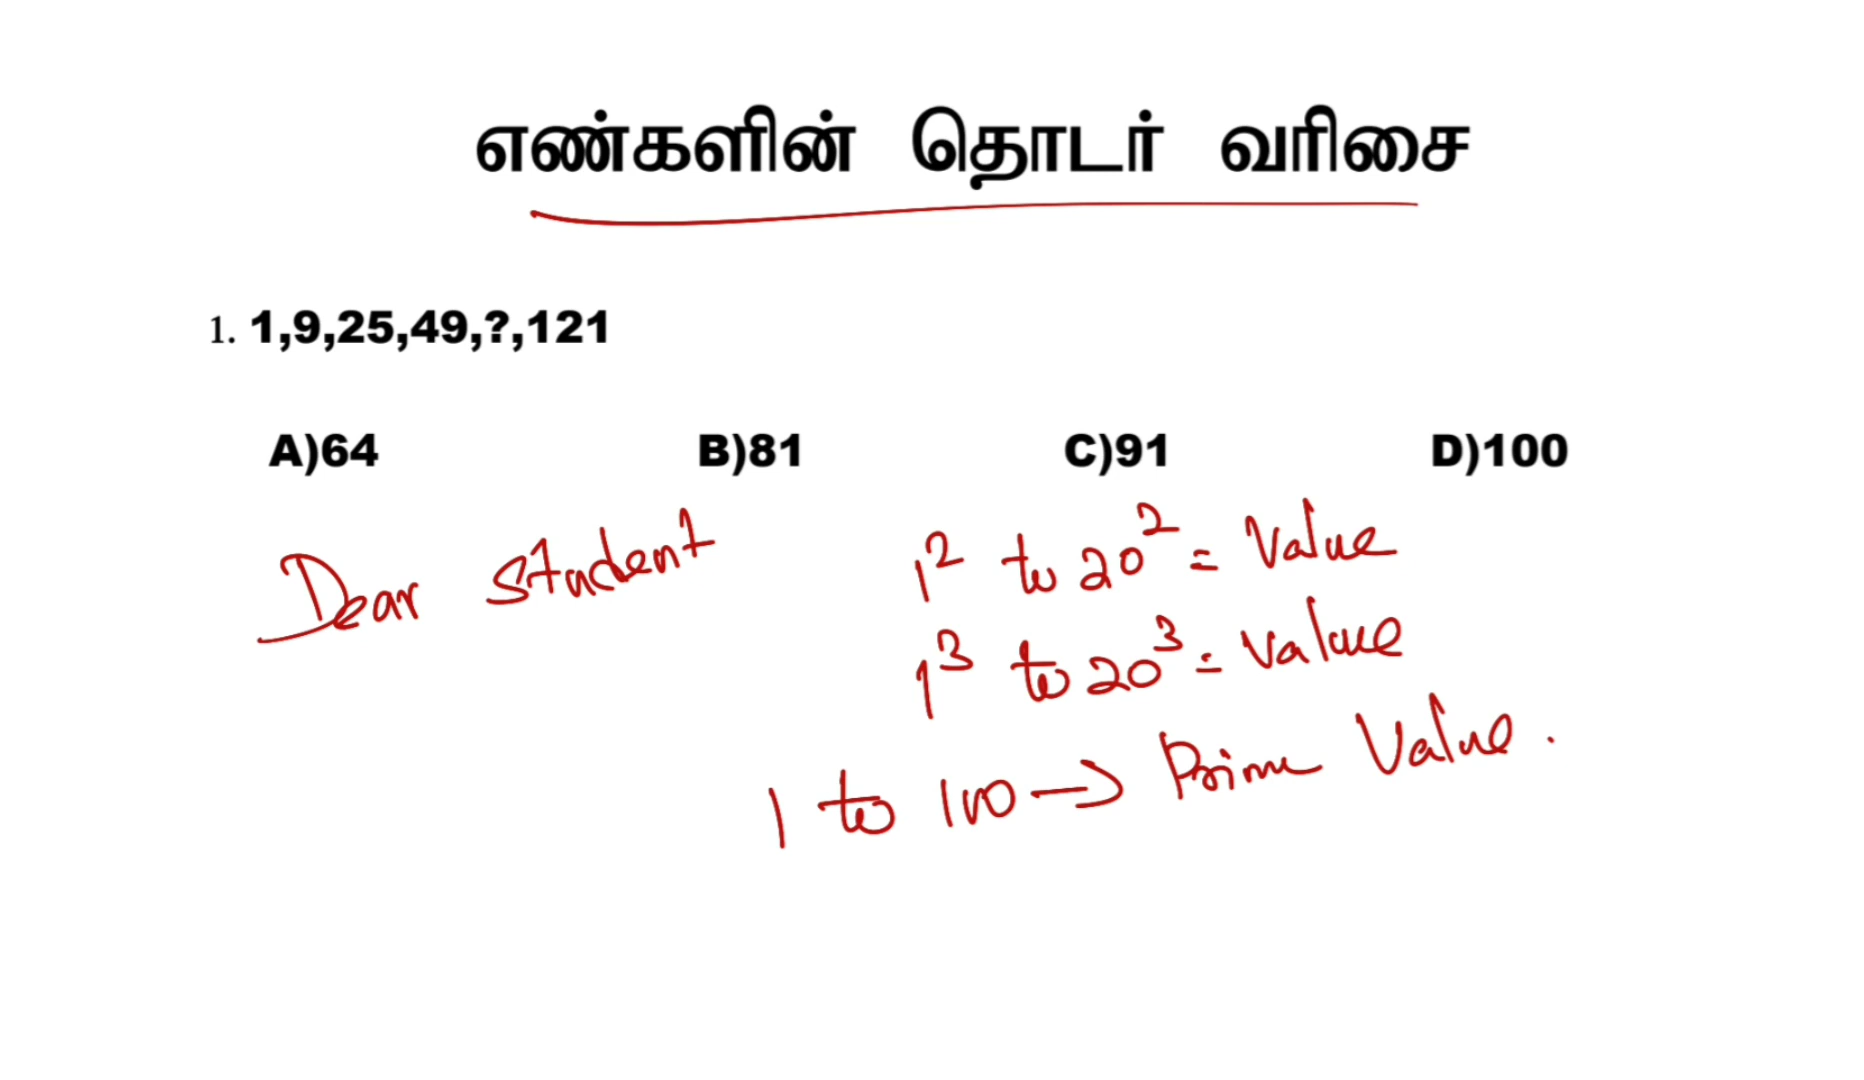 எண்களின் தொடர் வரிசை
1. 1,9,25,49,?,121
A)64 B)81 C)91 D)100
Dear student
1² to 20² = Value
1³ to 20³ = Value
1 to 100 → Prime Value.